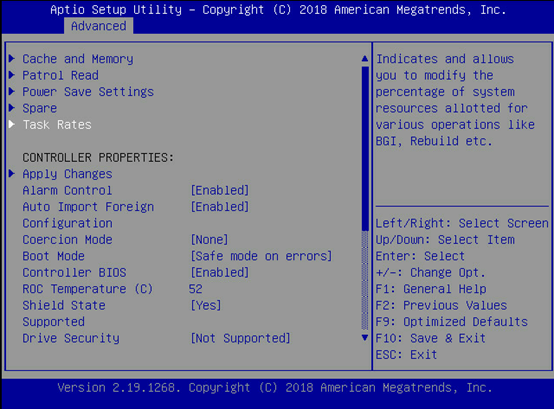 Aptio Setup Utility – Copyright (C) 2018 American Megatrends, Inc.
Advanced
Cache and Memory
Patrol Read
Power Save Settings
Spare
Task Rates
CONTROLLER PROPERTIES:
Apply Changes
Alarm Control [Enabled]
Auto Import Foreign [Enabled]
Configuration
Coercion Mode [None]
Boot Mode [Safe mode on errors]
Controller BIOS [Enabled]
ROC Temperature (C) 52
Shield State [Yes]
Supported
Drive Security [Not Supported]
Indicates and allows
you to modify the
percentage of system
resources allotted for
various operations like
BGI, Rebuild etc.
Left/Right: Select Screen
Up/Down: Select Item
Enter: Select
+/-: Change Opt.
F1: General Help
F2: Previous Values
F9: Optimized Defaults
F10: Save & Exit
ESC: Exit
Version 2.19.1268. Copyright (C) 2018 American Megatrends, Inc.